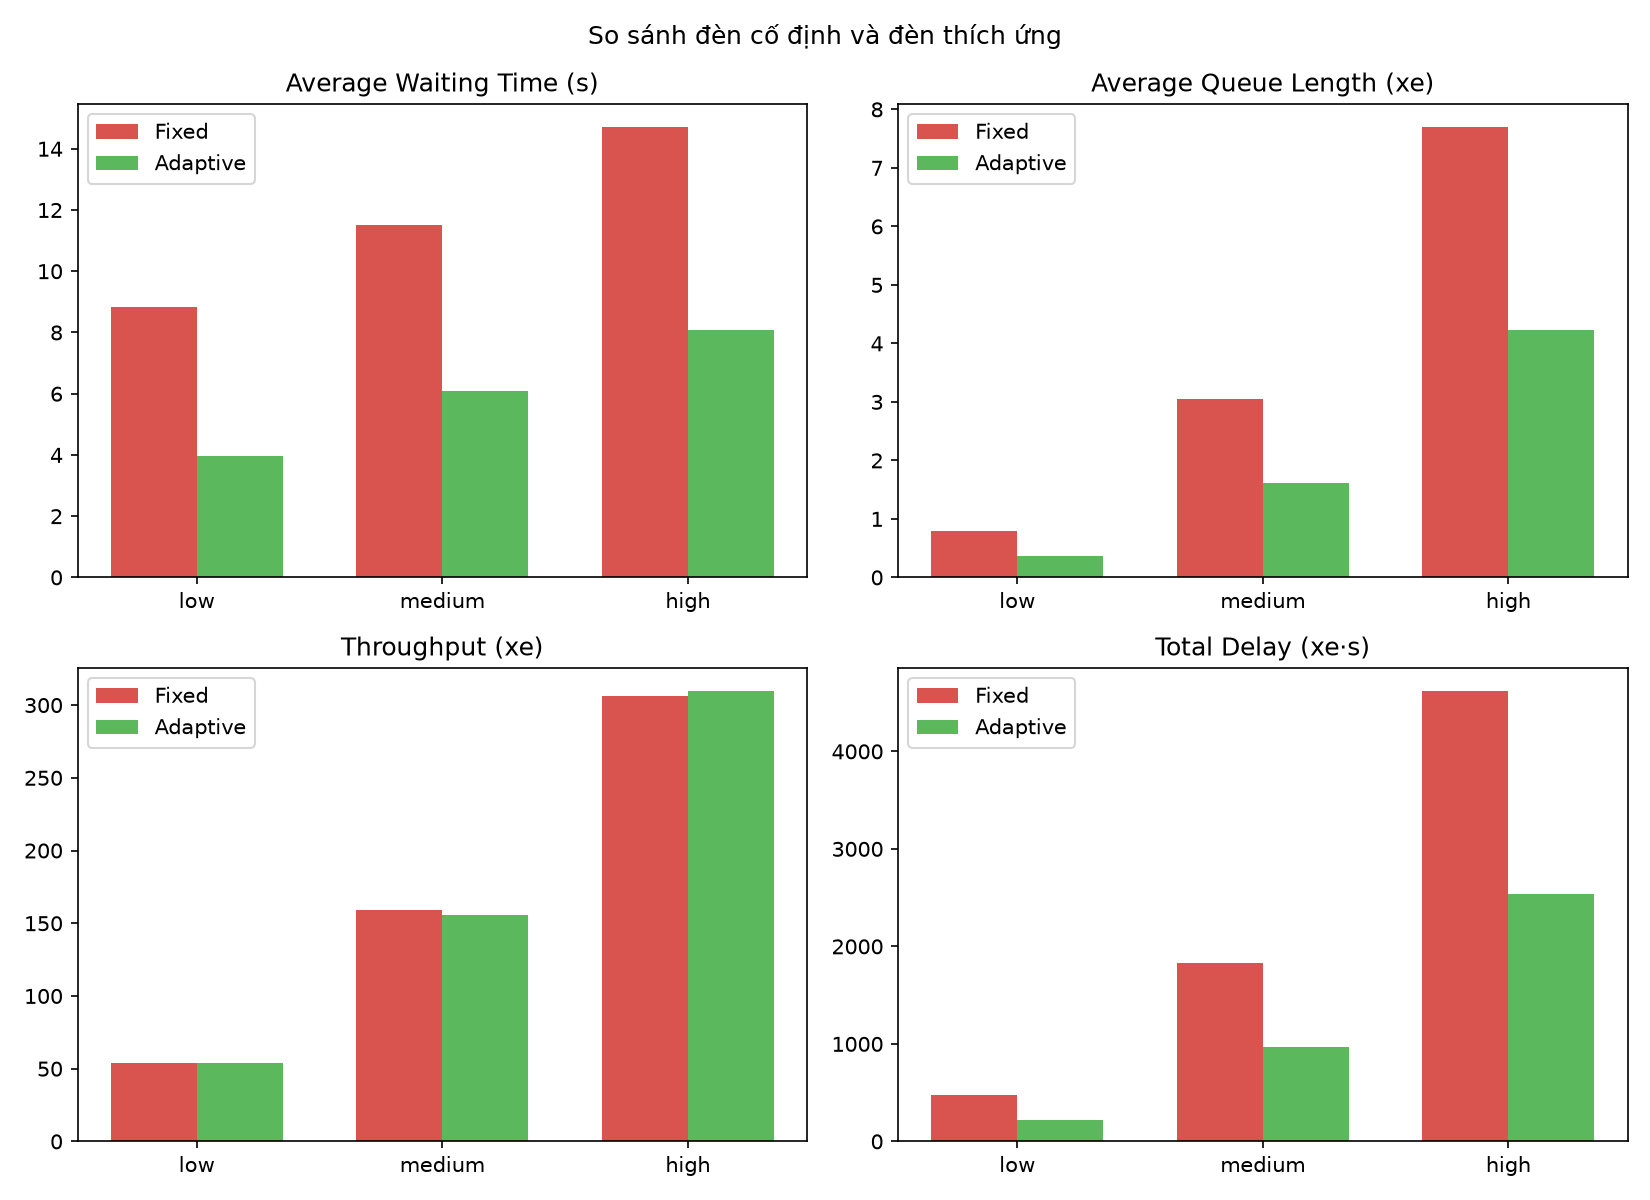 So sánh đèn cố định và đèn thích ứng
Average Waiting Time (s)
Fixed
Adaptive
14
12
10
8
6
4
2
0
low medium high
Average Queue Length (xe)
Fixed
Adaptive
8
7
6
5
4
3
2
1
0
low medium high
Throughput (xe)
Fixed
Adaptive
300
250
200
150
100
50
0
low medium high
Total Delay (xe·s)
Fixed
Adaptive
4000
3000
2000
1000
0
low medium high